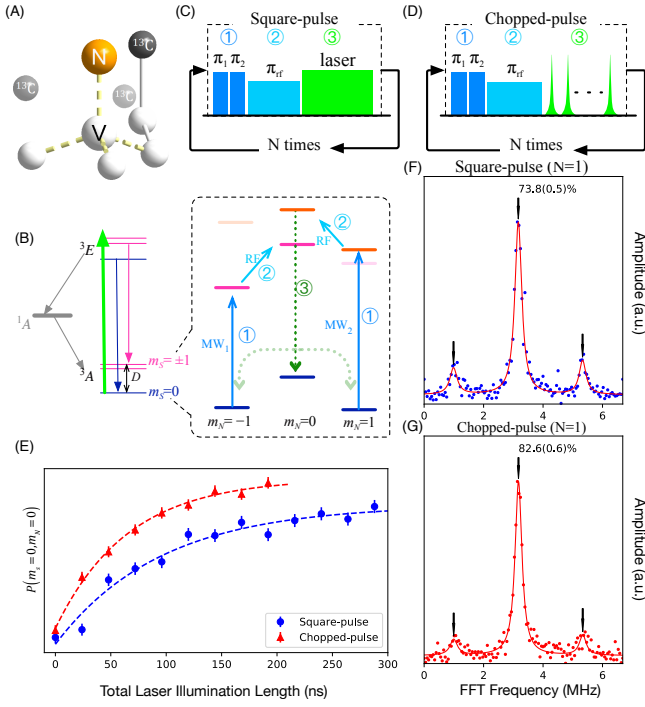 (A)
N
¹³C
¹³C
¹³C
V
(C)
Square-pulse
① ② ③
π₁ π₂ πrf laser
N times
(D)
Chopped-pulse
① ② ③
π₁ π₂ πrf
N times
(B)
³E
¹A
³A
mS=±1
D
mS=0
RF ②
RF ②
③
MW₁ ①
MW₂ ①
mN=−1 mN=0 mN=1
(E)
P(ms=0,mN=0)
Square-pulse
Chopped-pulse
0 50 100 150 200 250 300
Total Laser Illumination Length (ns)
(F)
Square-pulse (N=1)
73.8(0.5)%
Amplitude (a.u.)
0 2 4 6
(G)
Chopped-pulse (N=1)
82.6(0.6)%
Amplitude (a.u.)
0 2 4 6
FFT Frequency (MHz)